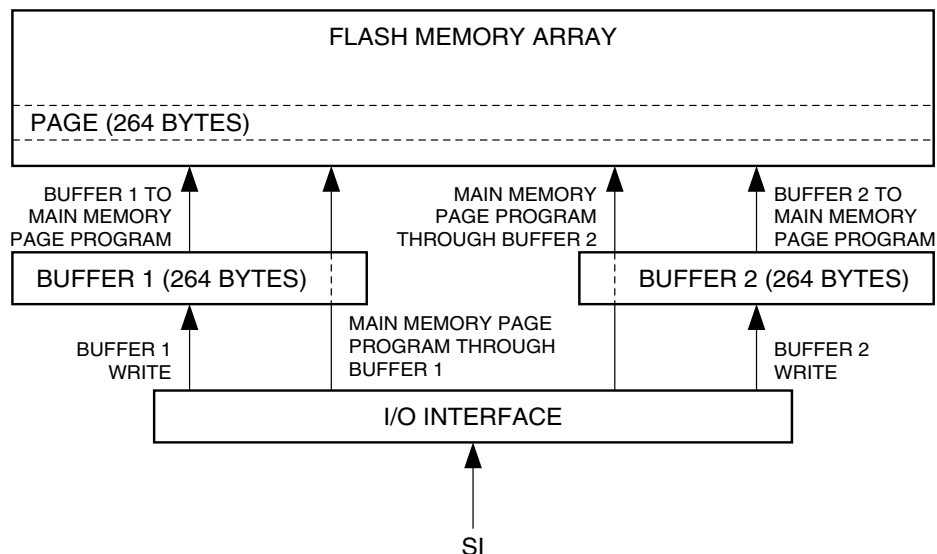 FLASH MEMORY ARRAY
PAGE (264 BYTES)
BUFFER 1 TO
MAIN MEMORY
PAGE PROGRAM
MAIN MEMORY
PAGE PROGRAM
THROUGH BUFFER 2
BUFFER 2 TO
MAIN MEMORY
PAGE PROGRAM
BUFFER 1 (264 BYTES)
BUFFER 2 (264 BYTES)
BUFFER 1
WRITE
MAIN MEMORY PAGE
PROGRAM THROUGH
BUFFER 1
BUFFER 2
WRITE
I/O INTERFACE
SI